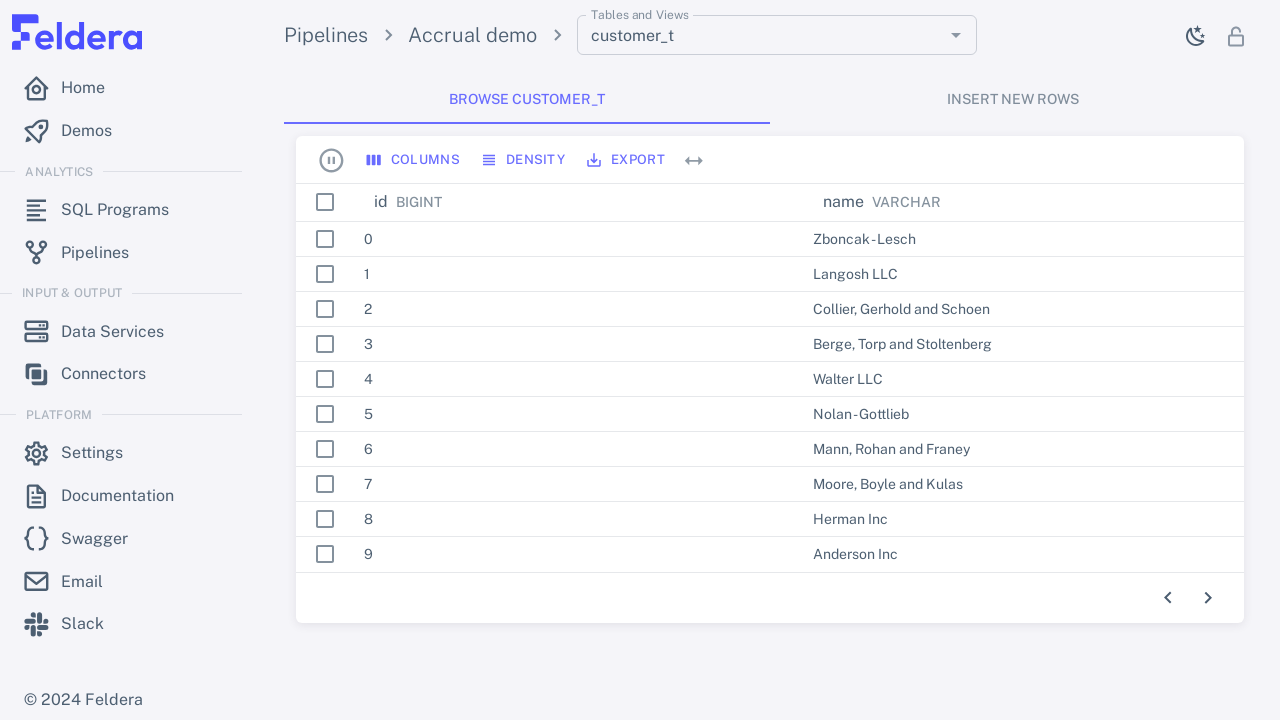 Feldera
Home
Demos
ANALYTICS
SQL Programs
Pipelines
INPUT & OUTPUT
Data Services
Connectors
PLATFORM
Settings
Documentation
Swagger
Email
Slack
© 2024 Feldera
Pipelines
Accrual demo
Tables and Views
customer_t
BROWSE CUSTOMER_T
INSERT NEW ROWS
COLUMNS DENSITY EXPORT
id BIGINT name VARCHAR
0 Zboncak-Lesch
1 Langosh LLC
2 Collier, Gerhold and Schoen
3 Berge, Torp and Stoltenberg
4 Walter LLC
5 Nolan-Gottlieb
6 Mann, Rohan and Franey
7 Moore, Boyle and Kulas
8 Herman Inc
9 Anderson Inc